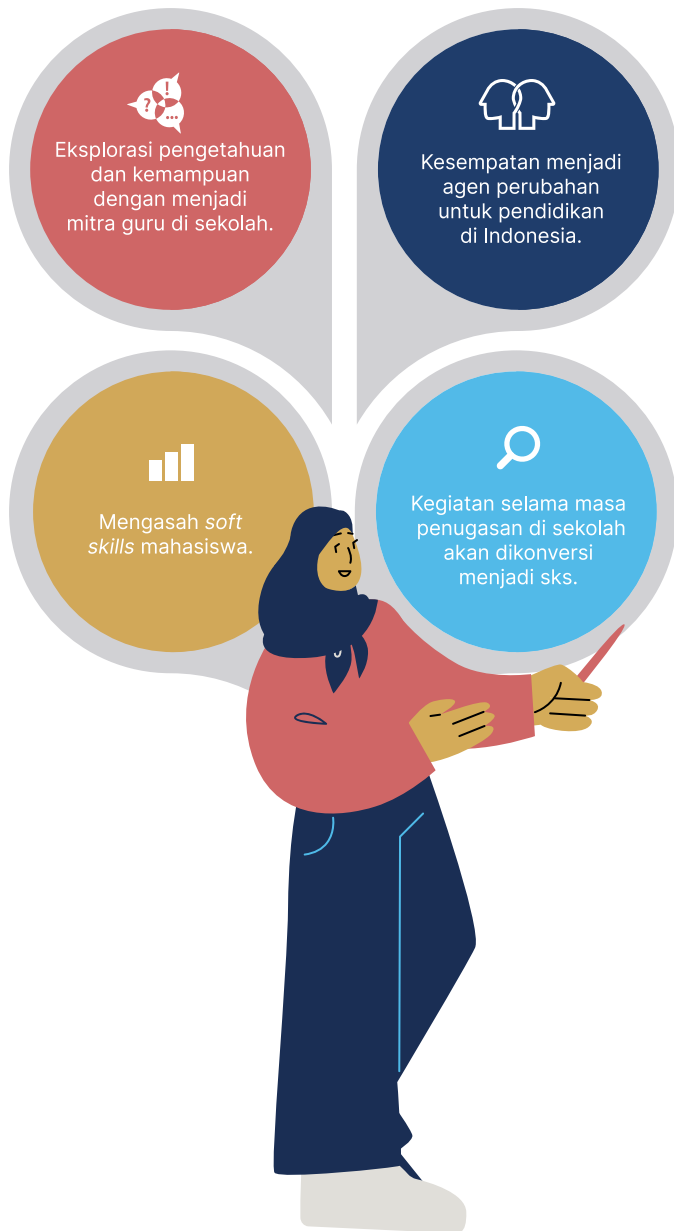 Eksplorasi pengetahuan
dan kemampuan
dengan menjadi
mitra guru di sekolah.
Kesempatan menjadi
agen perubahan
untuk pendidikan
di Indonesia.
Mengasah soft
skills mahasiswa.
Kegiatan selama masa
penugasan di sekolah
akan dikonversi
menjadi sks.